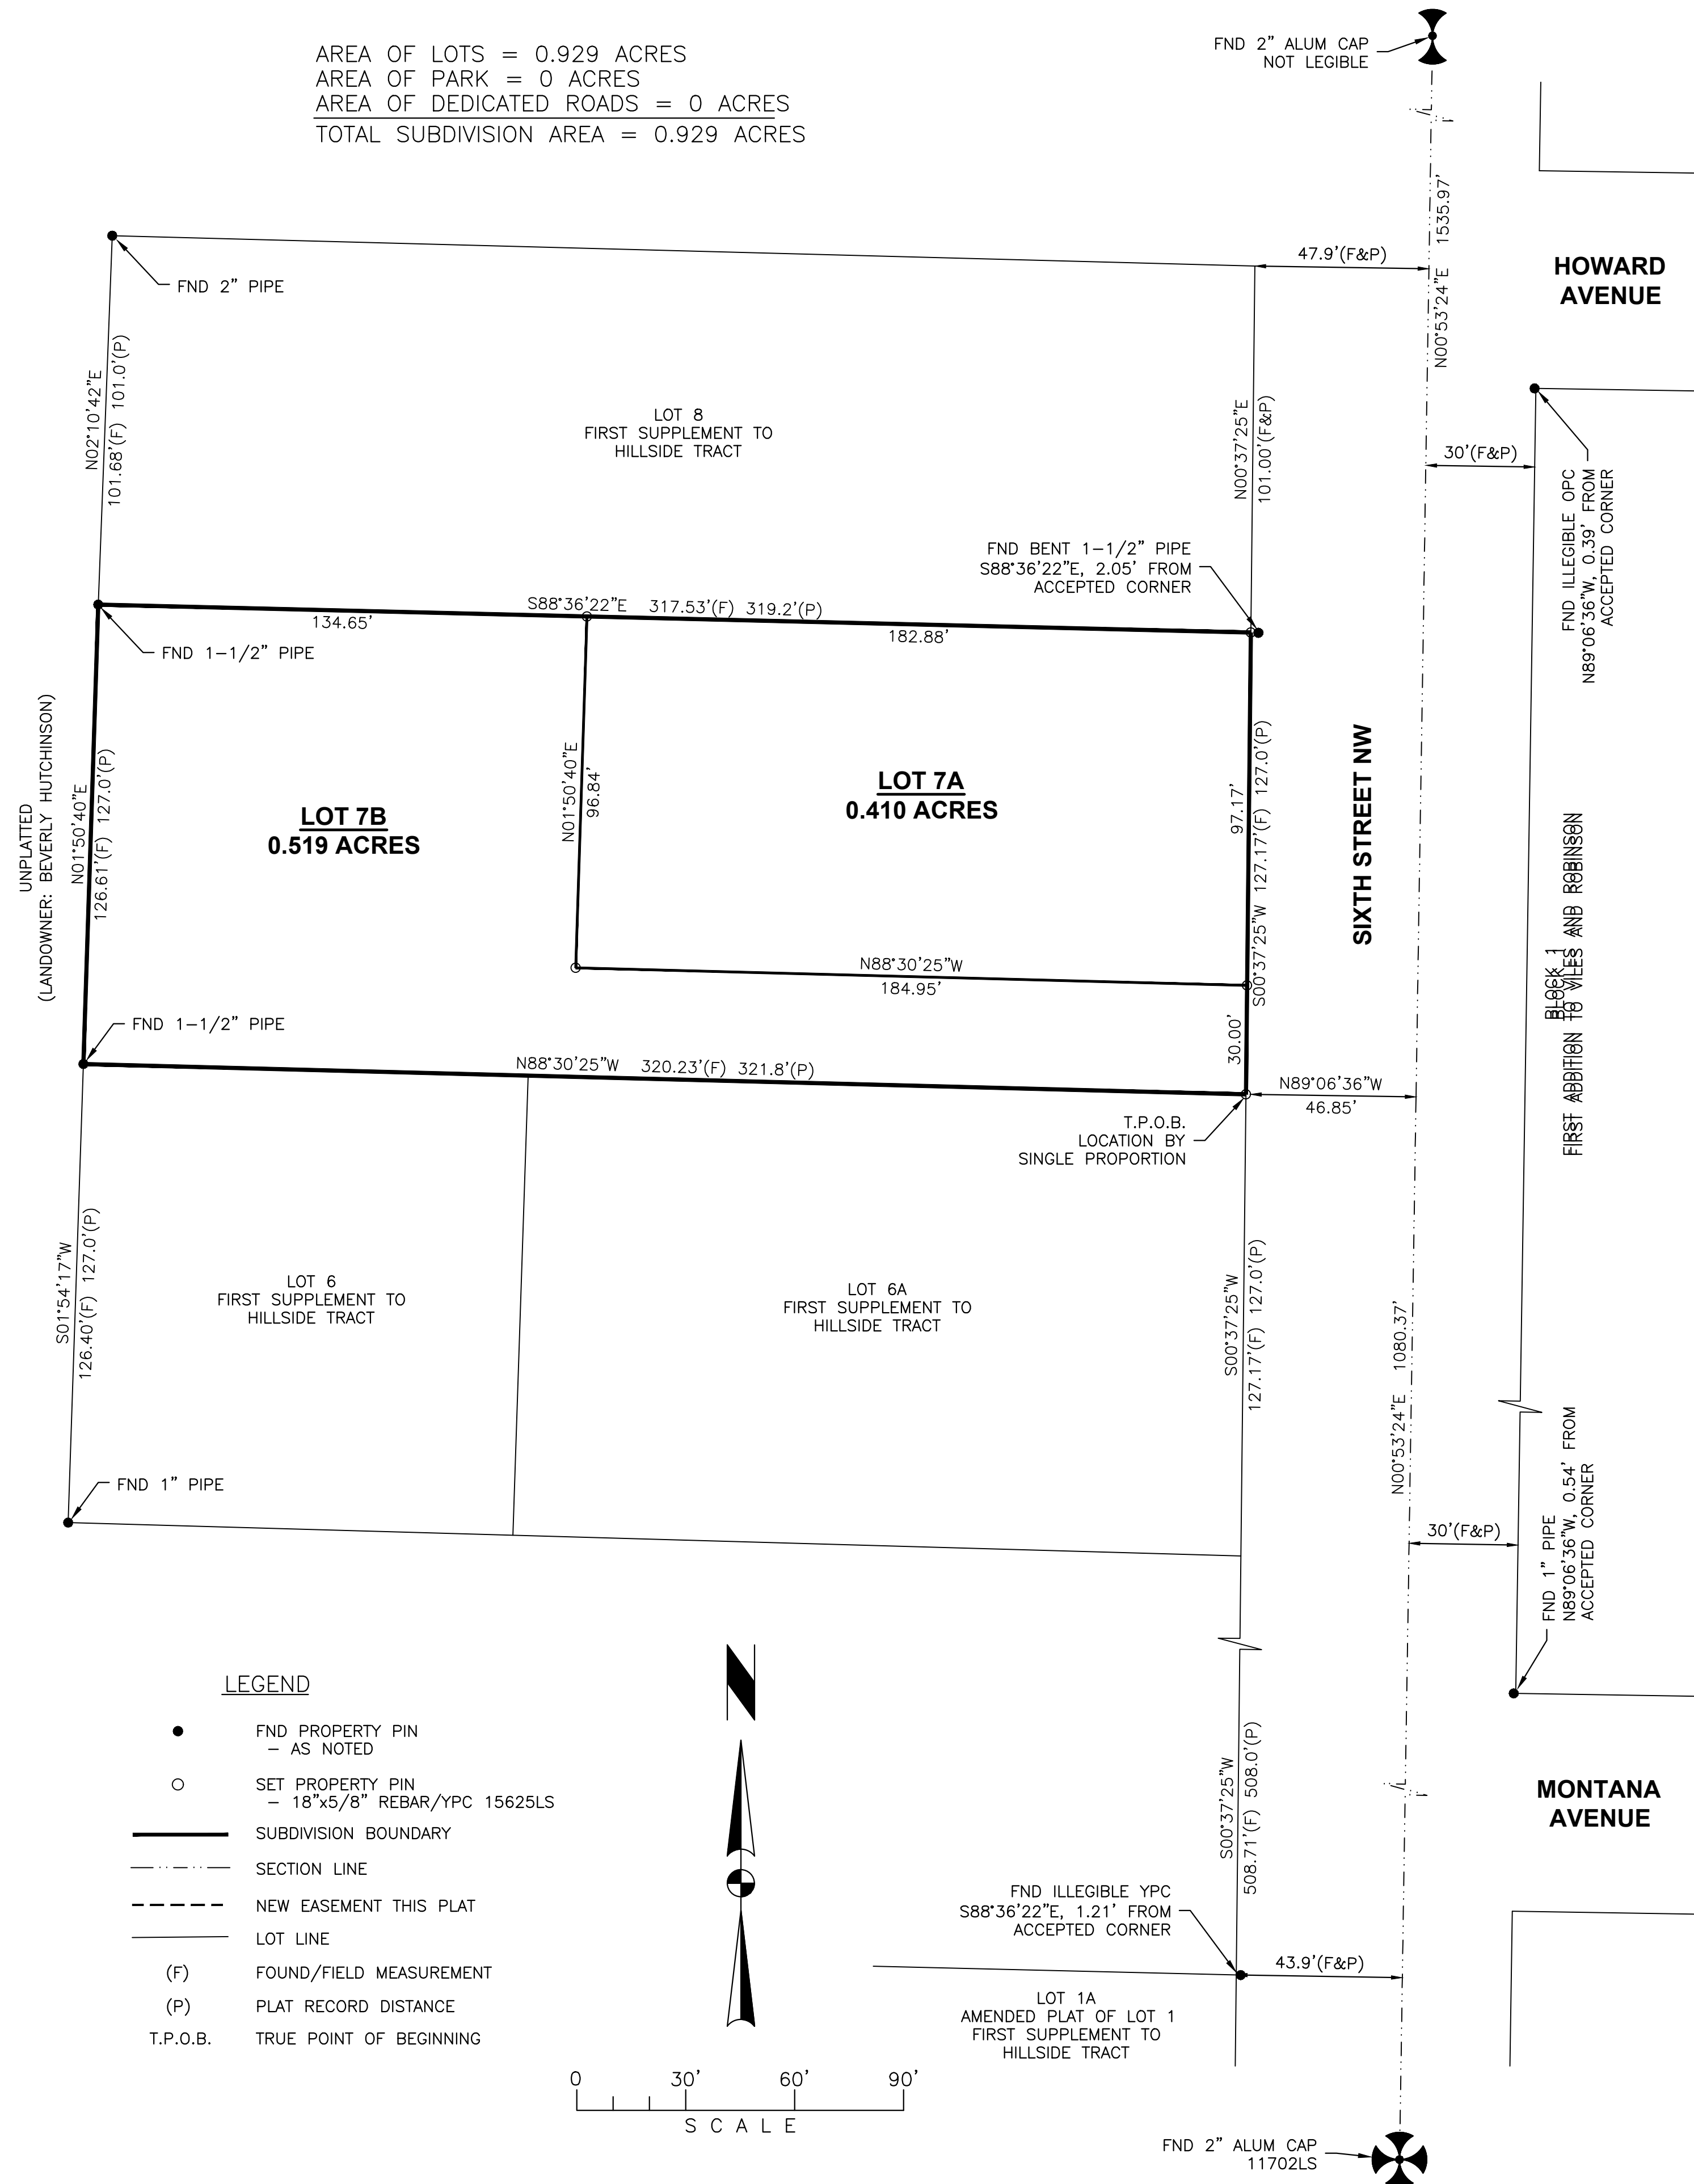 AREA OF LOTS = 0.929 ACRES
AREA OF PARK = 0 ACRES
AREA OF DEDICATED ROADS = 0 ACRES
TOTAL SUBDIVISION AREA = 0.929 ACRES
FND 2" ALUM CAP
NOT LEGIBLE
N00°53'24"E 1535.97'
HOWARD
AVENUE
47.9'(F&P)
FND 2" PIPE
N02°10'42"E
101.68'(F) 101.0'(P)
LOT 8
FIRST SUPPLEMENT TO
HILLSIDE TRACT
N00°37'25"E
101.00'(F&P)
30'(F&P)
FND ILLEGIBLE OPC
N89°06'36"W, 0.39' FROM
ACCEPTED CORNER
FND BENT 1-1/2" PIPE
S88°36'22"E, 2.05' FROM
ACCEPTED CORNER
S88°36'22"E 317.53'(F) 319.2'(P)
134.65'
182.88'
FND 1-1/2" PIPE
UNPLATTED
(LANDOWNER: BEVERLY HUTCHINSON)
N01°50'40"E
126.61'(F) 127.0'(P)
LOT 7B
0.519 ACRES
N01°50'40"E
96.84'
LOT 7A
0.410 ACRES
97.17'
S00°37'25"W 127.17'(F) 127.0'(P)
SIXTH STREET NW
BLOCK 1
FIRST ADDITION TO VILES AND ROBINSON
BLOCK 1
FIRST ADDITION TO VILES AND ROBINSON
N88°30'25"W
184.95'
30.00'
FND 1-1/2" PIPE
N88°30'25"W 320.23'(F) 321.8'(P)
N89°06'36"W
46.85'
T.P.O.B.
LOCATION BY
SINGLE PROPORTION
S01°54'17"W
126.40'(F) 127.0'(P)
LOT 6
FIRST SUPPLEMENT TO
HILLSIDE TRACT
LOT 6A
FIRST SUPPLEMENT TO
HILLSIDE TRACT
S00°37'25"W
127.17'(F) 127.0'(P)
N00°53'24"E 1080.37'
FND 1" PIPE
30'(F&P)
FND 1" PIPE
N89°06'36"W, 0.54' FROM
ACCEPTED CORNER
N
LEGEND
FND PROPERTY PIN
- AS NOTED
SET PROPERTY PIN
- 18"x5/8" REBAR/YPC 15625LS
SUBDIVISION BOUNDARY
SECTION LINE
NEW EASEMENT THIS PLAT
LOT LINE
(F) FOUND/FIELD MEASUREMENT
(P) PLAT RECORD DISTANCE
T.P.O.B. TRUE POINT OF BEGINNING
S00°37'25"W
508.71'(F) 508.0'(P)
MONTANA
AVENUE
FND ILLEGIBLE YPC
S88°36'22"E, 1.21' FROM
ACCEPTED CORNER
43.9'(F&P)
LOT 1A
AMENDED PLAT OF LOT 1
FIRST SUPPLEMENT TO
HILLSIDE TRACT
0 30' 60' 90'
SCALE
FND 2" ALUM CAP
11702LS